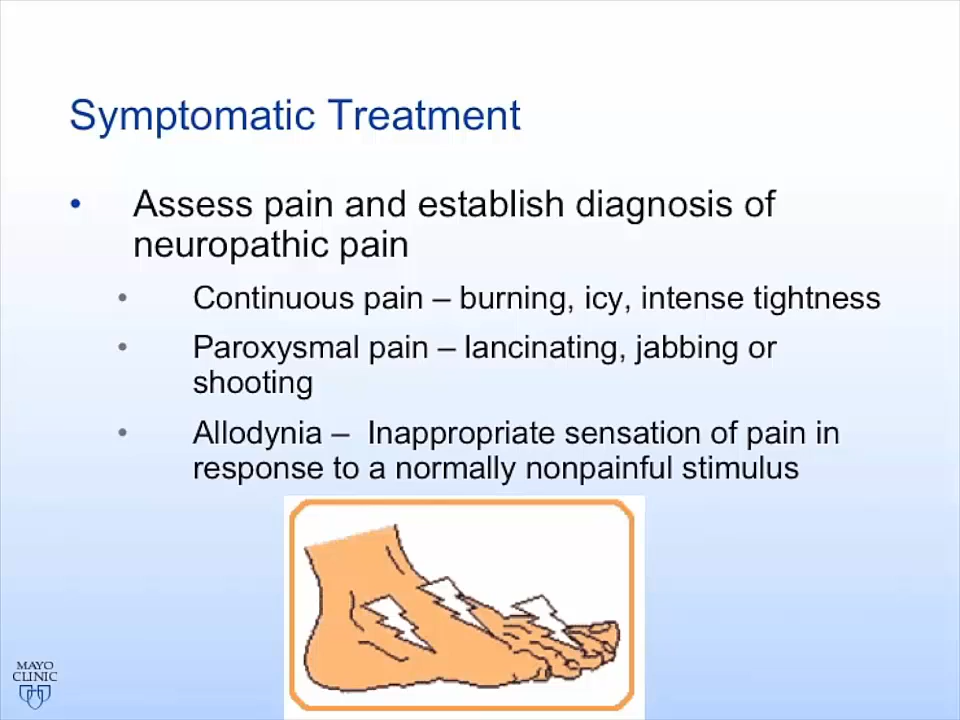 Symptomatic Treatment
• Assess pain and establish diagnosis of
neuropathic pain
• Continuous pain – burning, icy, intense tightness
• Paroxysmal pain – lancinating, jabbing or
shooting
• Allodynia – Inappropriate sensation of pain in
response to a normally nonpainful stimulus
MAYO
CLINIC